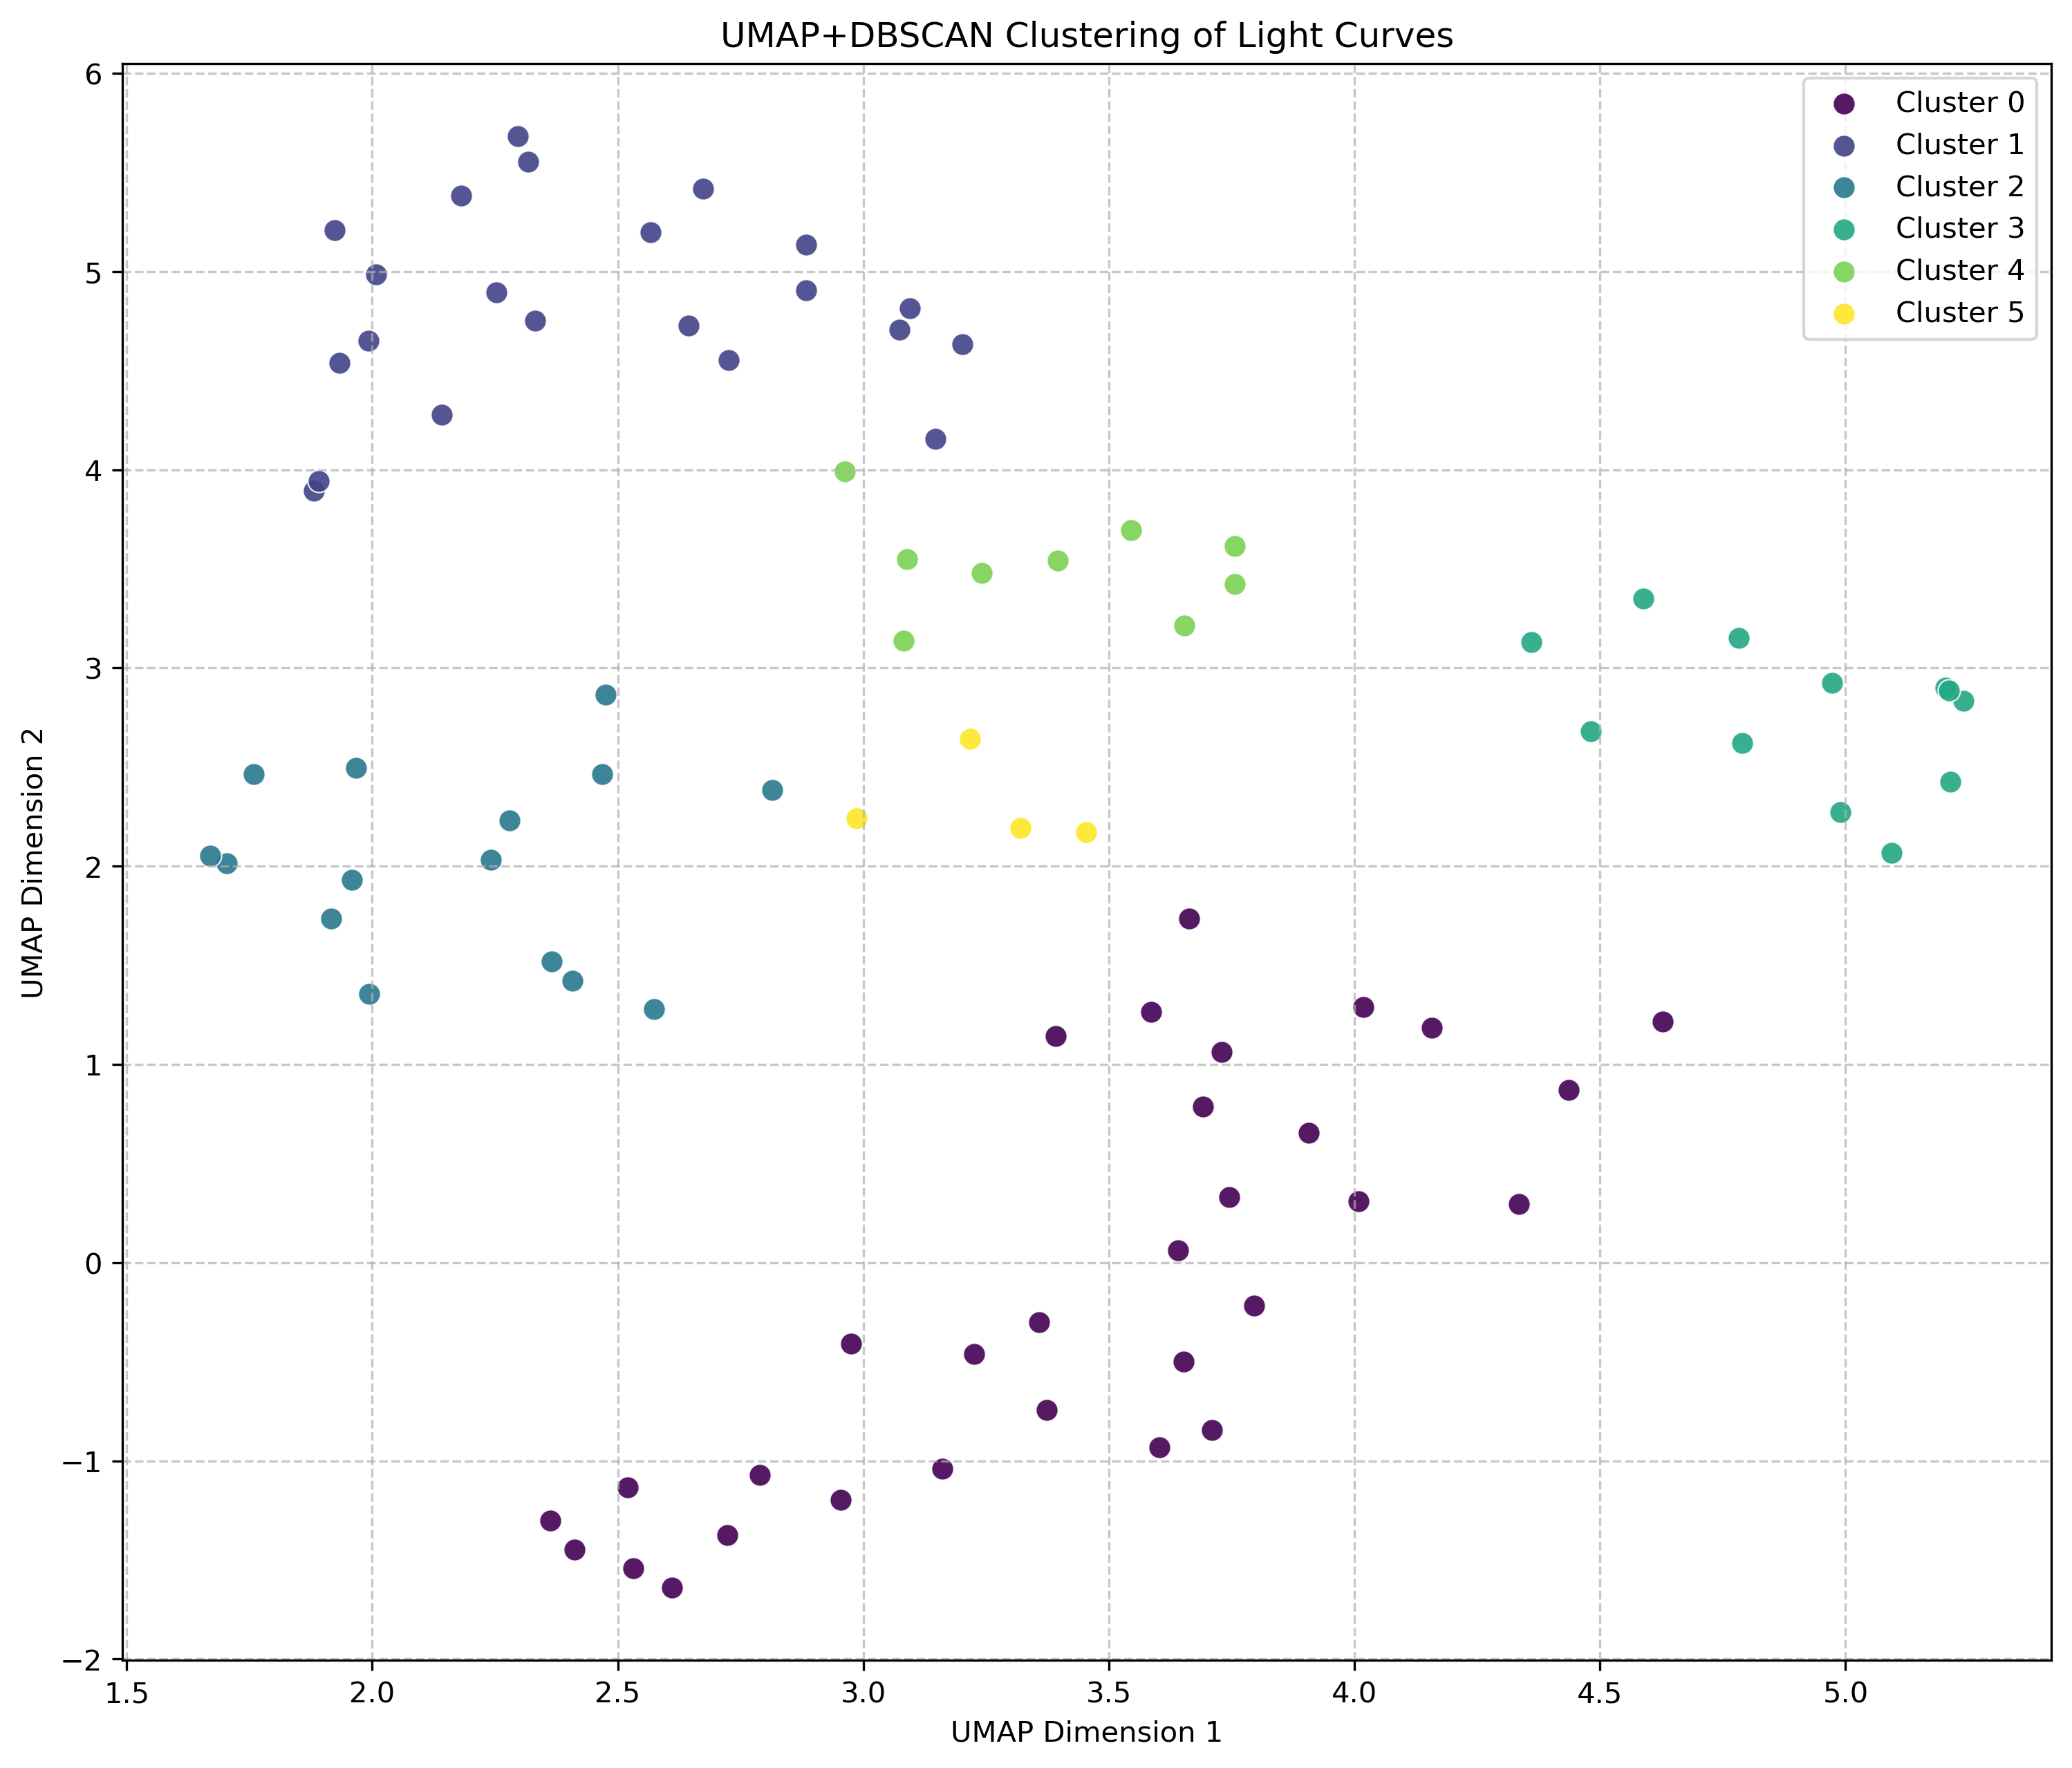 UMAP+DBSCAN Clustering of Light Curves
Cluster 0
Cluster 1
Cluster 2
Cluster 3
Cluster 4
Cluster 5
UMAP Dimension 2
6
5
4
3
2
1
0
−1
−2
1.5 2.0 2.5 3.0 3.5 4.0 4.5 5.0
UMAP Dimension 1